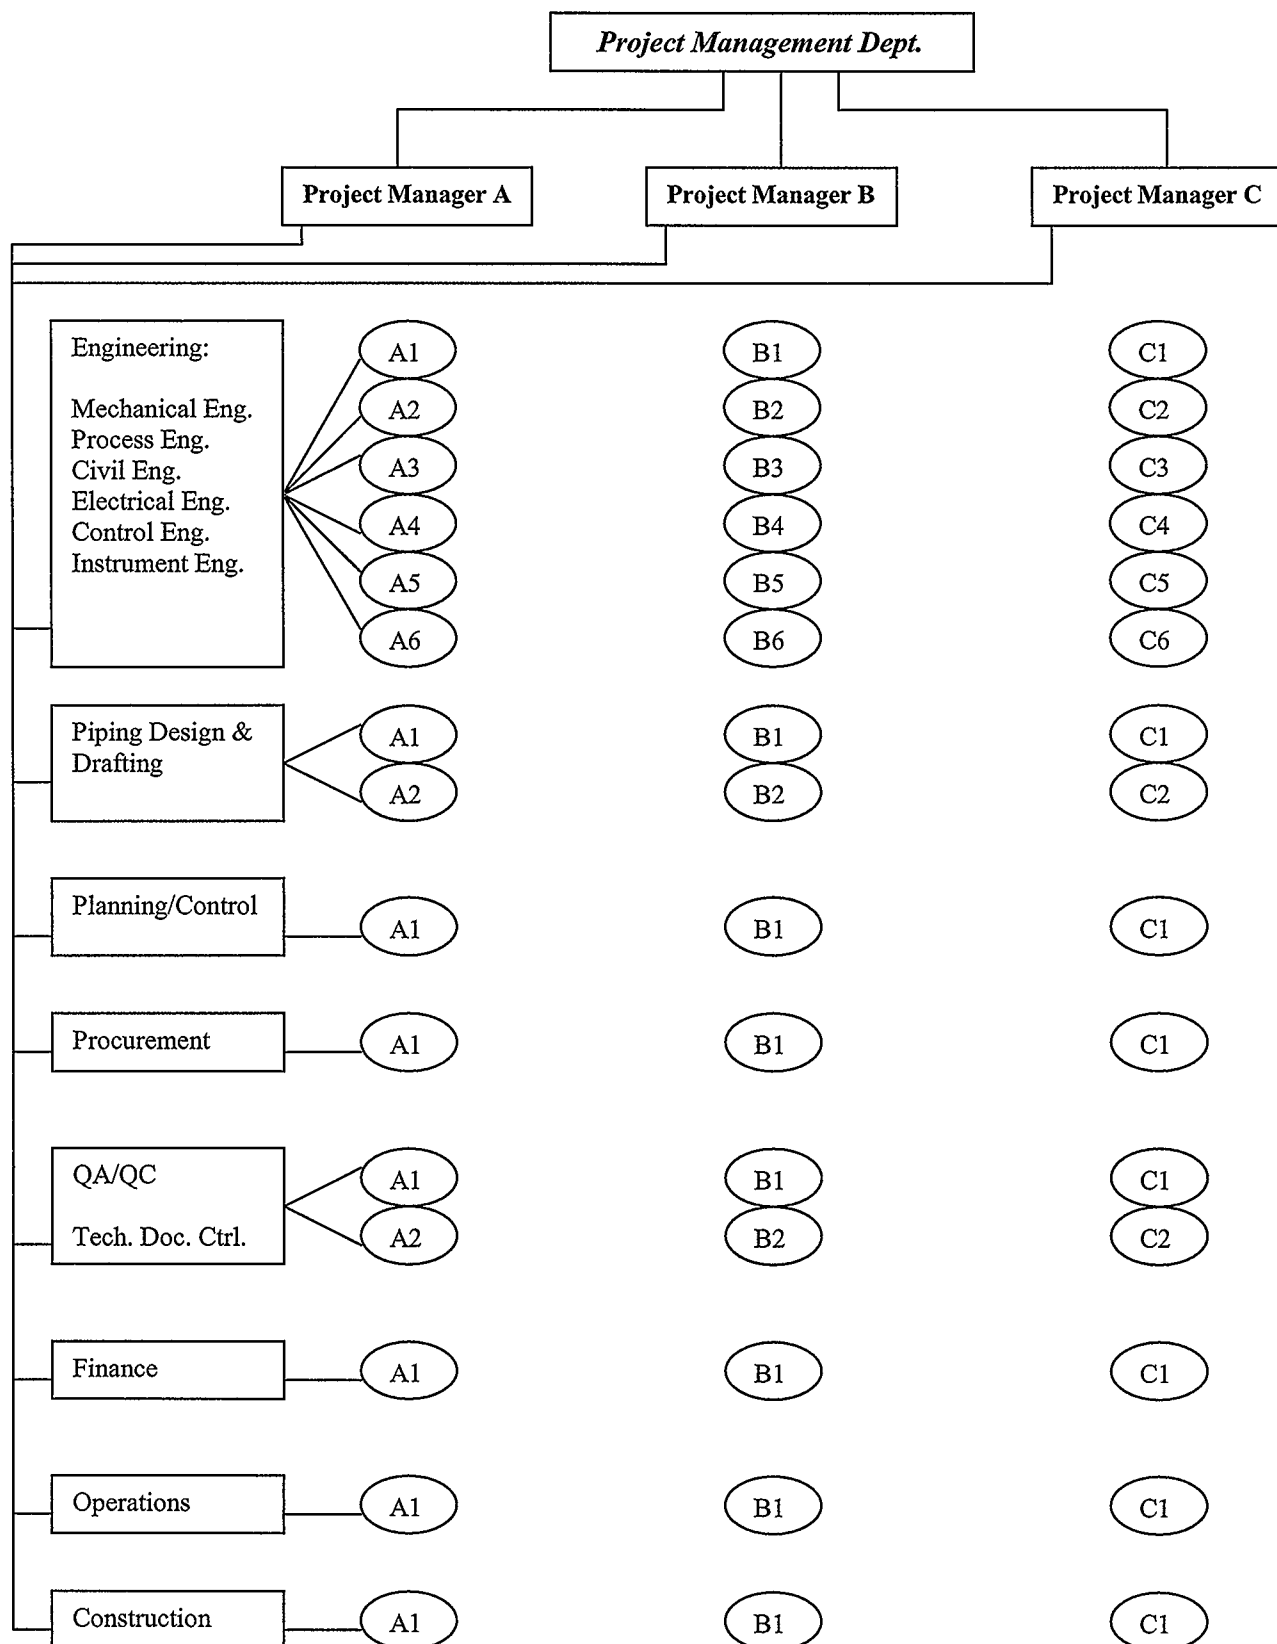 Project Management Dept.
Project Manager A
Project Manager B
Project Manager C
Engineering:
Mechanical Eng.
Process Eng.
Civil Eng.
Electrical Eng.
Control Eng.
Instrument Eng.
A1
B1
C1
A2
B2
C2
A3
B3
C3
A4
B4
C4
A5
B5
C5
A6
B6
C6
Piping Design &
Drafting
A1
B1
C1
A2
B2
C2
Planning/Control
A1
B1
C1
Procurement
A1
B1
C1
QA/QC
Tech. Doc. Ctrl.
A1
B1
C1
A2
B2
C2
Finance
A1
B1
C1
Operations
A1
B1
C1
Construction
A1
B1
C1